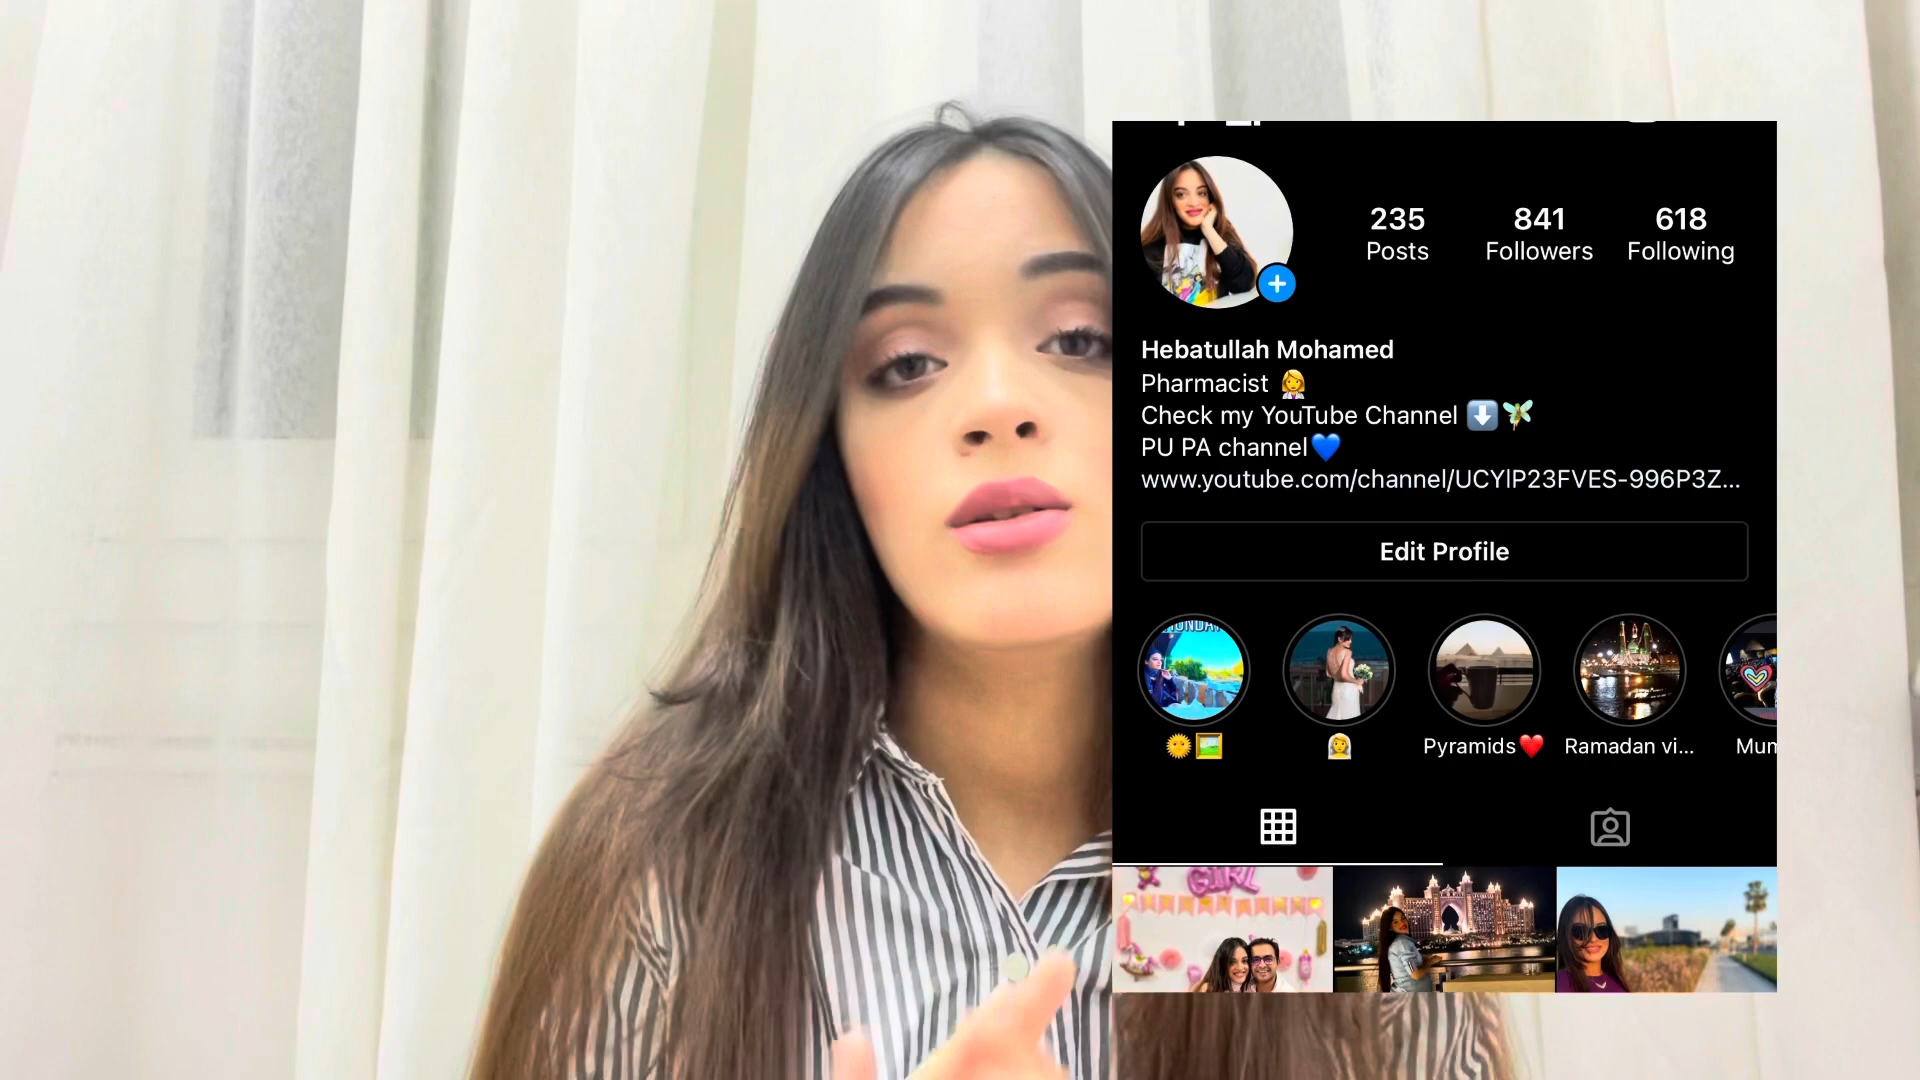 235
Posts
841
Followers
618
Following
Hebatullah Mohamed
Pharmacist 👩‍⚕️
Check my YouTube Channel ⬇️🧚
PU PA channel💙
www.youtube.com/channel/UCYlP23FVES-996P3Z...
Edit Profile
🌞🖼️
👰
Pyramids❤️
Ramadan vi...
GIRL